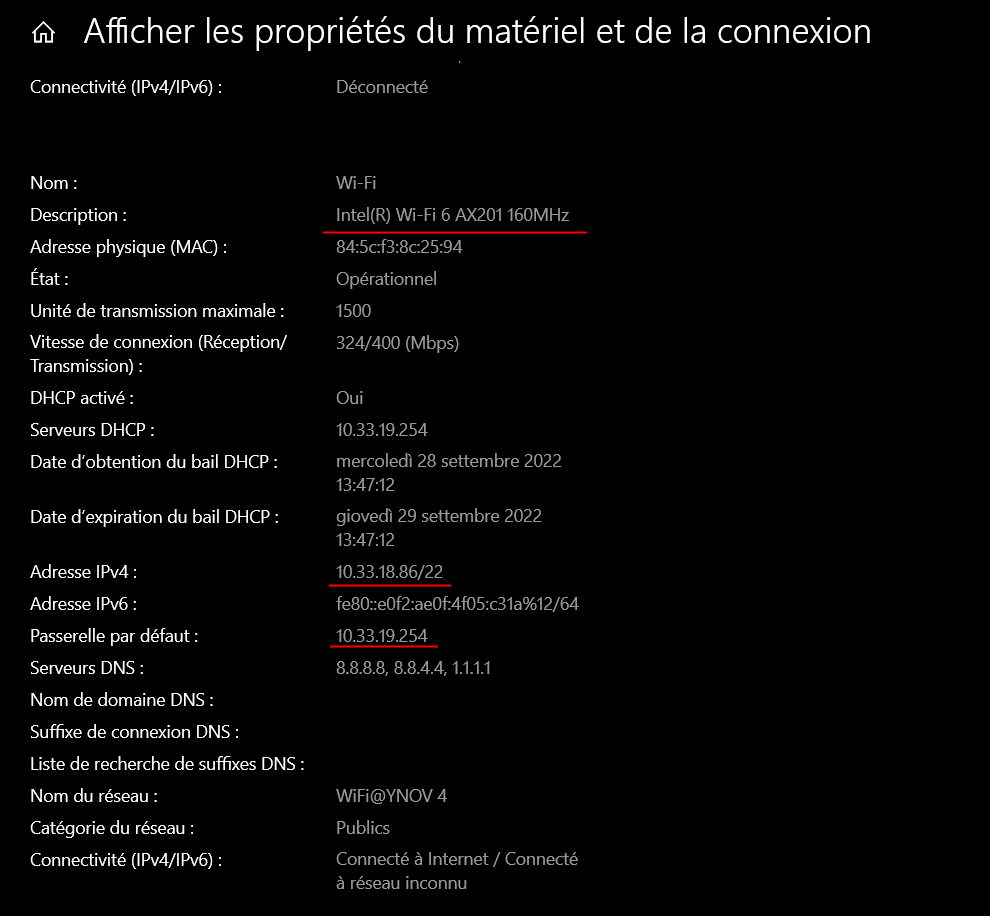 Afficher les propriétés du matériel et de la connexion
Connectivité (IPv4/IPv6) : Déconnecté
Nom : Wi-Fi
Description : Intel(R) Wi-Fi 6 AX201 160MHz
Adresse physique (MAC) : 84:5c:f3:8c:25:94
État : Opérationnel
Unité de transmission maximale : 1500
Vitesse de connexion (Réception/ 324/400 (Mbps)
Transmission) :
DHCP activé : Oui
Serveurs DHCP : 10.33.19.254
Date d'obtention du bail DHCP : mercoledì 28 settembre 2022
13:47:12
Date d'expiration du bail DHCP : giovedì 29 settembre 2022
13:47:12
Adresse IPv4 : 10.33.18.86/22
Adresse IPv6 : fe80::e0f2:ae0f:4f05:c31a%12/64
Passerelle par défaut : 10.33.19.254
Serveurs DNS : 8.8.8.8, 8.8.4.4, 1.1.1.1
Nom de domaine DNS :
Suffixe de connexion DNS :
Liste de recherche de suffixes DNS :
Nom du réseau : WiFi@YNOV 4
Catégorie du réseau : Publics
Connectivité (IPv4/IPv6) : Connecté à Internet / Connecté
à réseau inconnu